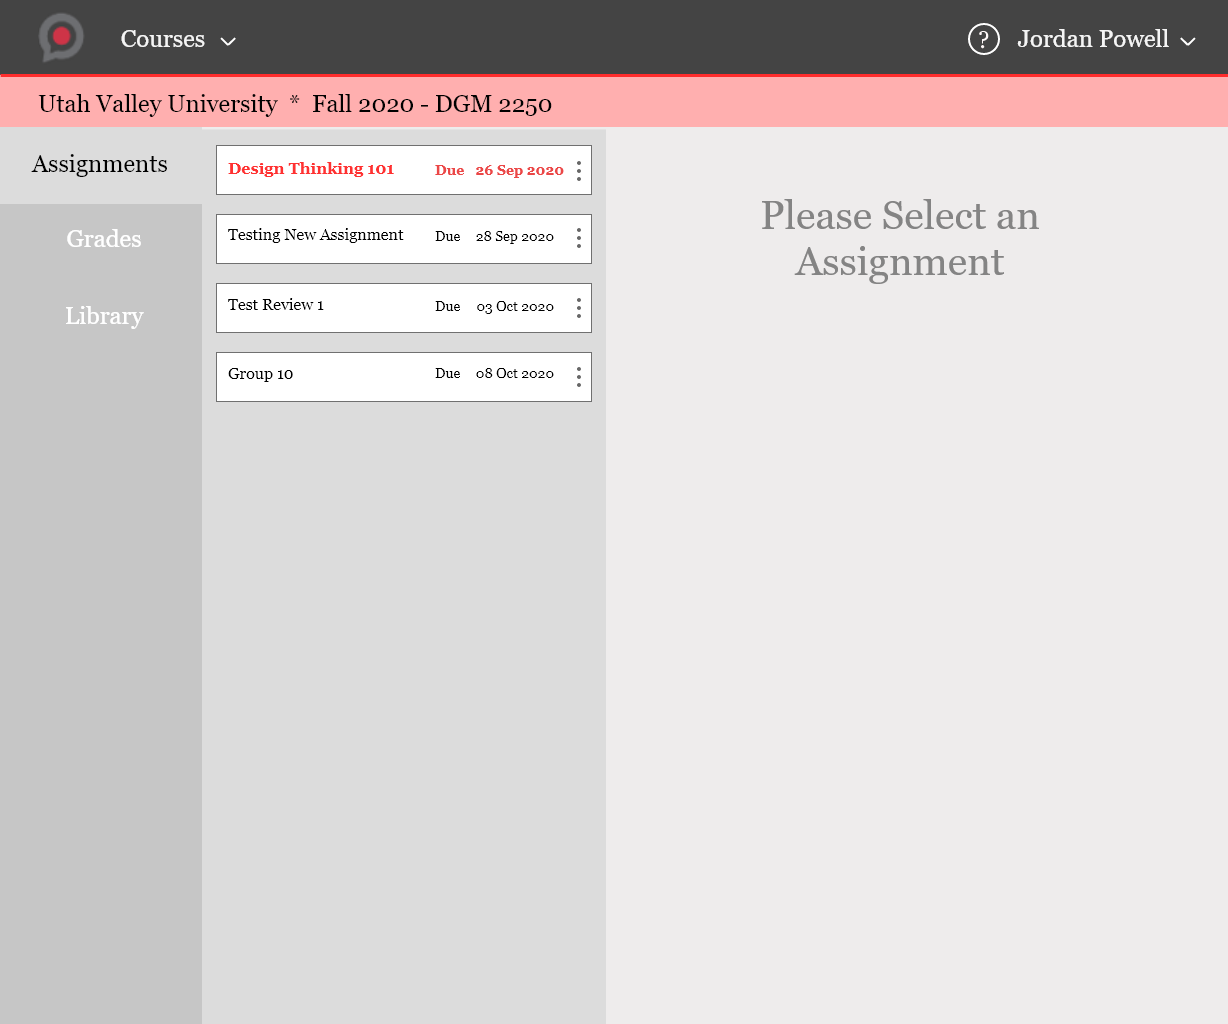 Courses
? Jordan Powell
Utah Valley University * Fall 2020 - DGM 2250
Assignments
Grades
Library
Design Thinking 101 Due 26 Sep 2020
Testing New Assignment Due 28 Sep 2020
Test Review 1 Due 03 Oct 2020
Group 10 Due 08 Oct 2020
Please Select an
Assignment